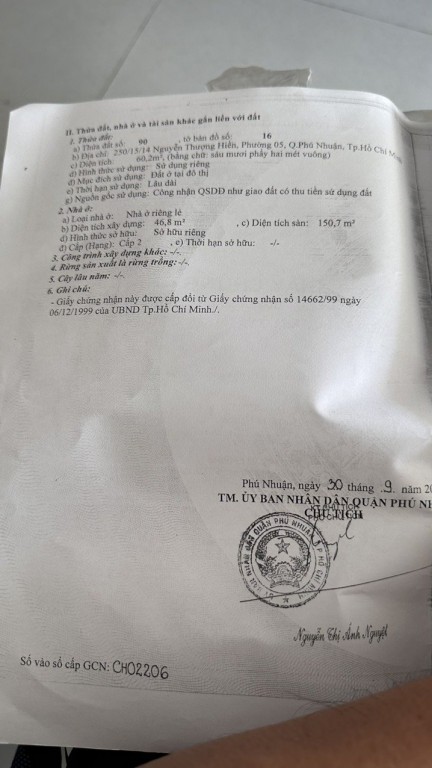 II. Thửa đất, nhà ở và tài sản khác gắn liền với đất
1. Thửa đất:
a) Thửa đất số: 90 , tờ bản đồ số: 16
b) Địa chỉ: 250/15/14 Nguyễn Thượng Hiền, Phường 05, Q.Phú Nhuận, Tp.Hồ Chí Minh
c) Diện tích: 60,2m², (bằng chữ: sáu mươi phẩy hai mét vuông)
d) Hình thức sử dụng: Sử dụng riêng
đ) Mục đích sử dụng: Đất ở tại đô thị
e) Thời hạn sử dụng: Lâu dài
g) Nguồn gốc sử dụng: Công nhận QSDĐ như giao đất có thu tiền sử dụng đất
2. Nhà ở:
a) Loại nhà ở: Nhà ở riêng lẻ
b) Diện tích xây dựng: 46,8 m² , c) Diện tích sàn: 150,7 m²
d) Hình thức sở hữu: Sở hữu riêng
đ) Cấp (Hạng): Cấp 2 , e) Thời hạn sở hữu: -/-
3. Công trình xây dựng khác: -/-.
4. Rừng sản xuất là rừng trồng: -/-.
5. Cây lâu năm: -/-.
6. Ghi chú:
- Giấy chứng nhận này được cấp đổi từ Giấy chứng nhận số 14662/99 ngày
06/12/1999 của UBND Tp.Hồ Chí Minh./.
Phú Nhuận, ngày 30 tháng 9 năm 20
TM. ỦY BAN NHÂN DÂN QUẬN PHÚ NH
CHỦ TỊCH
Nguyễn Thị Ánh Nguyệt
Số vào sổ cấp GCN: CH02206